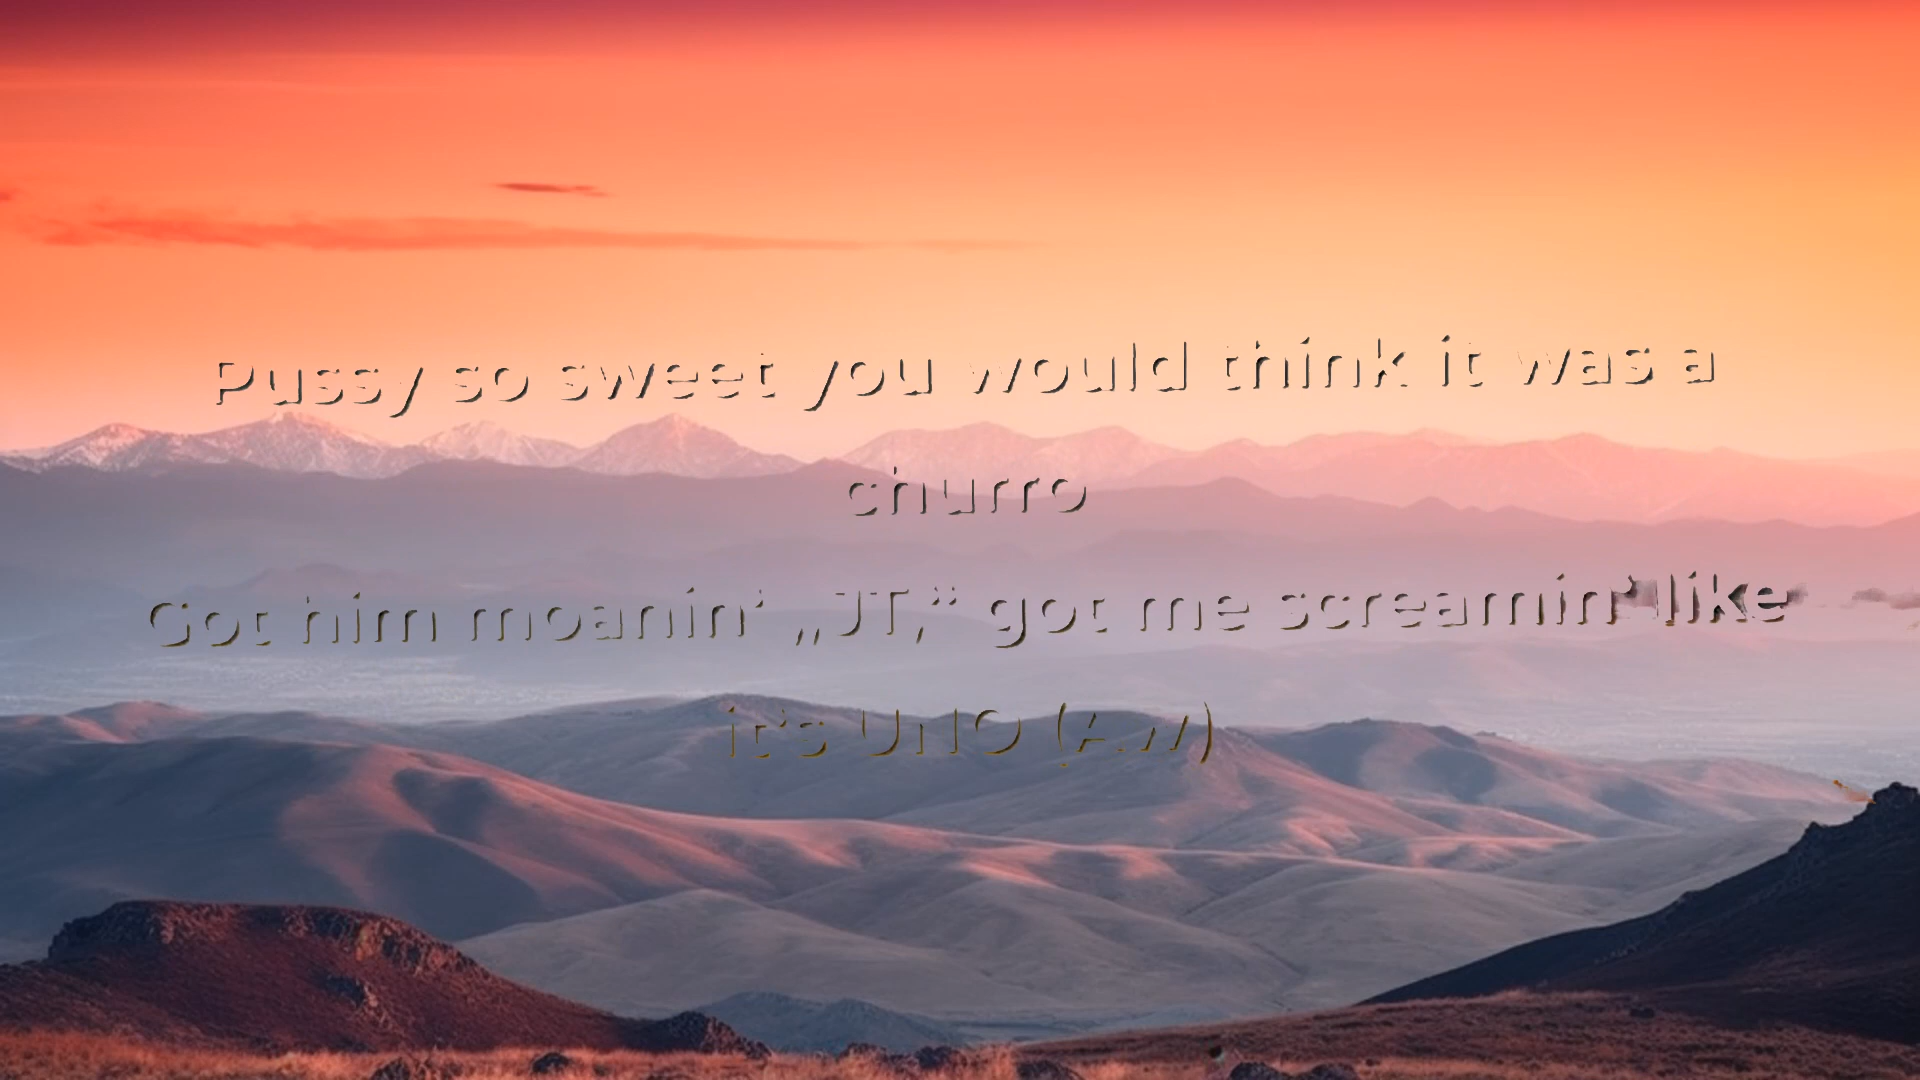 Pussy so sweet you would think it was a
churro
Got him moanin‘ „JT,“ got me screamin‘ like
it‘s UNO (Aw)